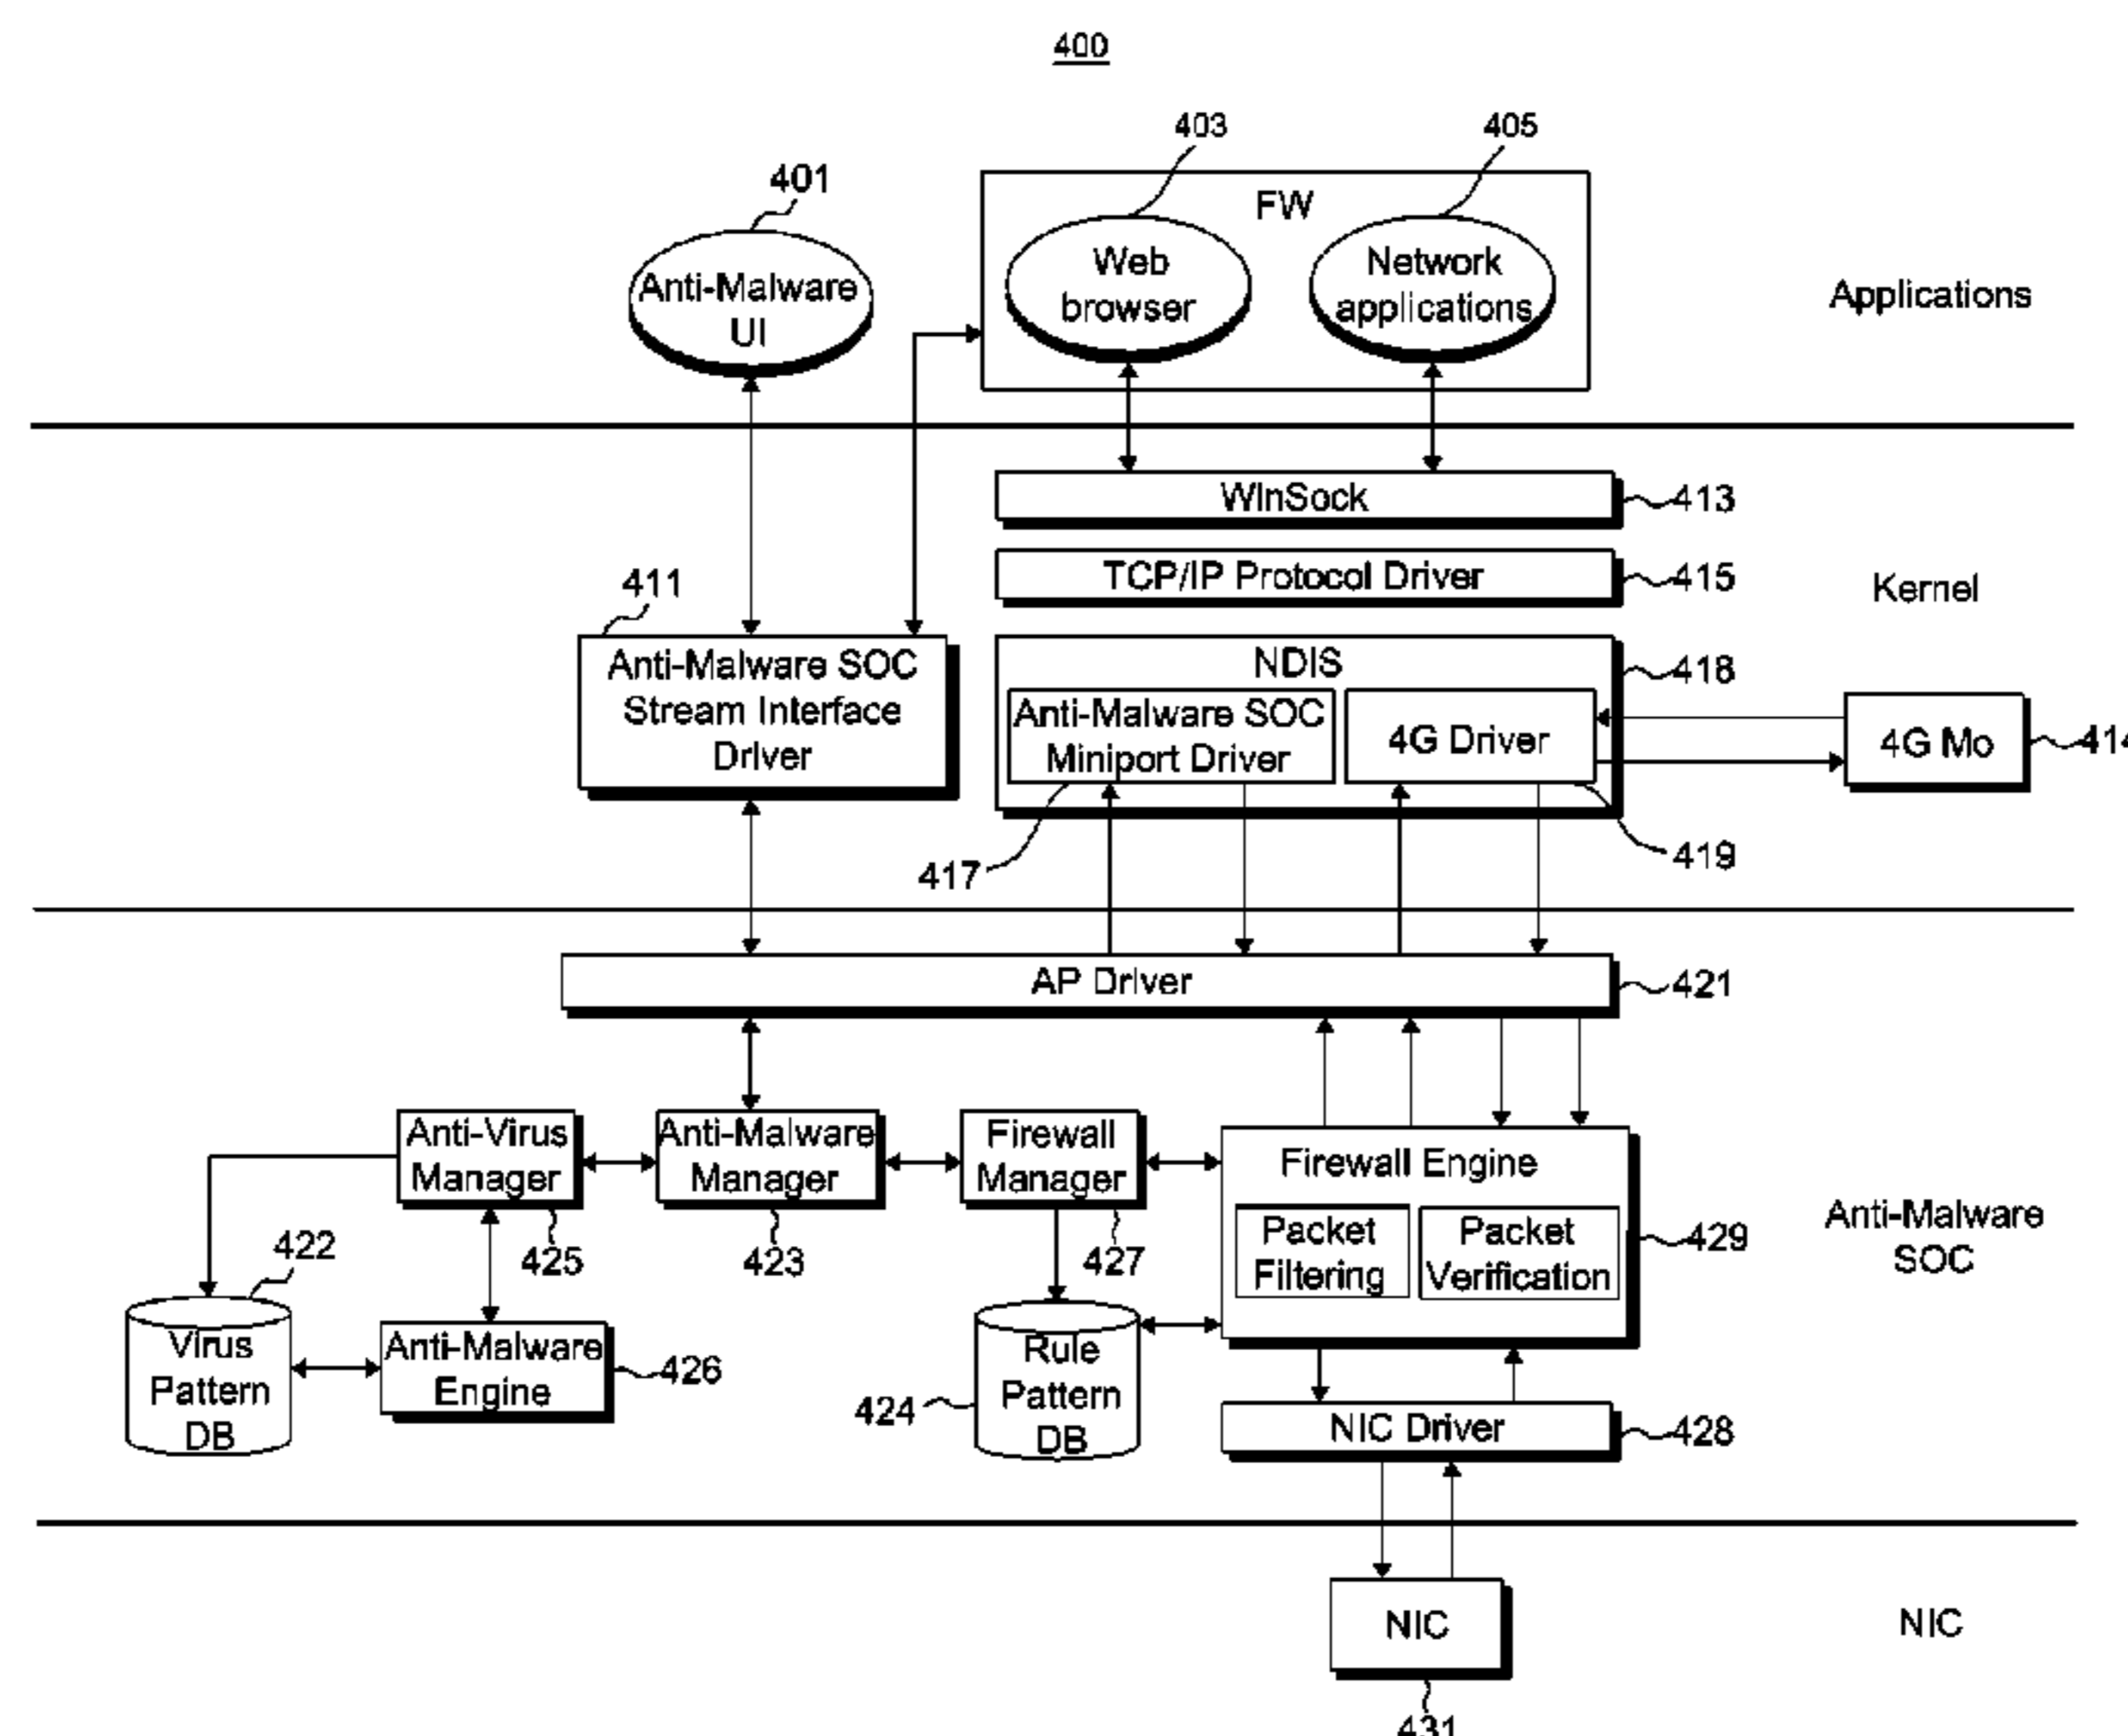 400
403
405
401
FW
Anti-Malware
UI
Web
browser
Network
applications
Applications
WInSock
413
TCP/IP Protocol Driver
415
Kernel
411
Anti-Malware SOC
Stream Interface
Driver
NDIS
418
Anti-Malware SOC
Miniport Driver
4G Driver
4G Mo
414
417
419
AP Driver
421
Anti-Virus
Manager
Anti-Malware
Manager
Firewall
Manager
Firewall Engine
Packet
Filtering
Packet
Verification
429
Anti-Malware
SOC
422
425
423
427
Virus
Pattern
DB
Anti-Malware
Engine
426
424
Rule
Pattern
DB
NIC Driver
428
NIC
NIC
431